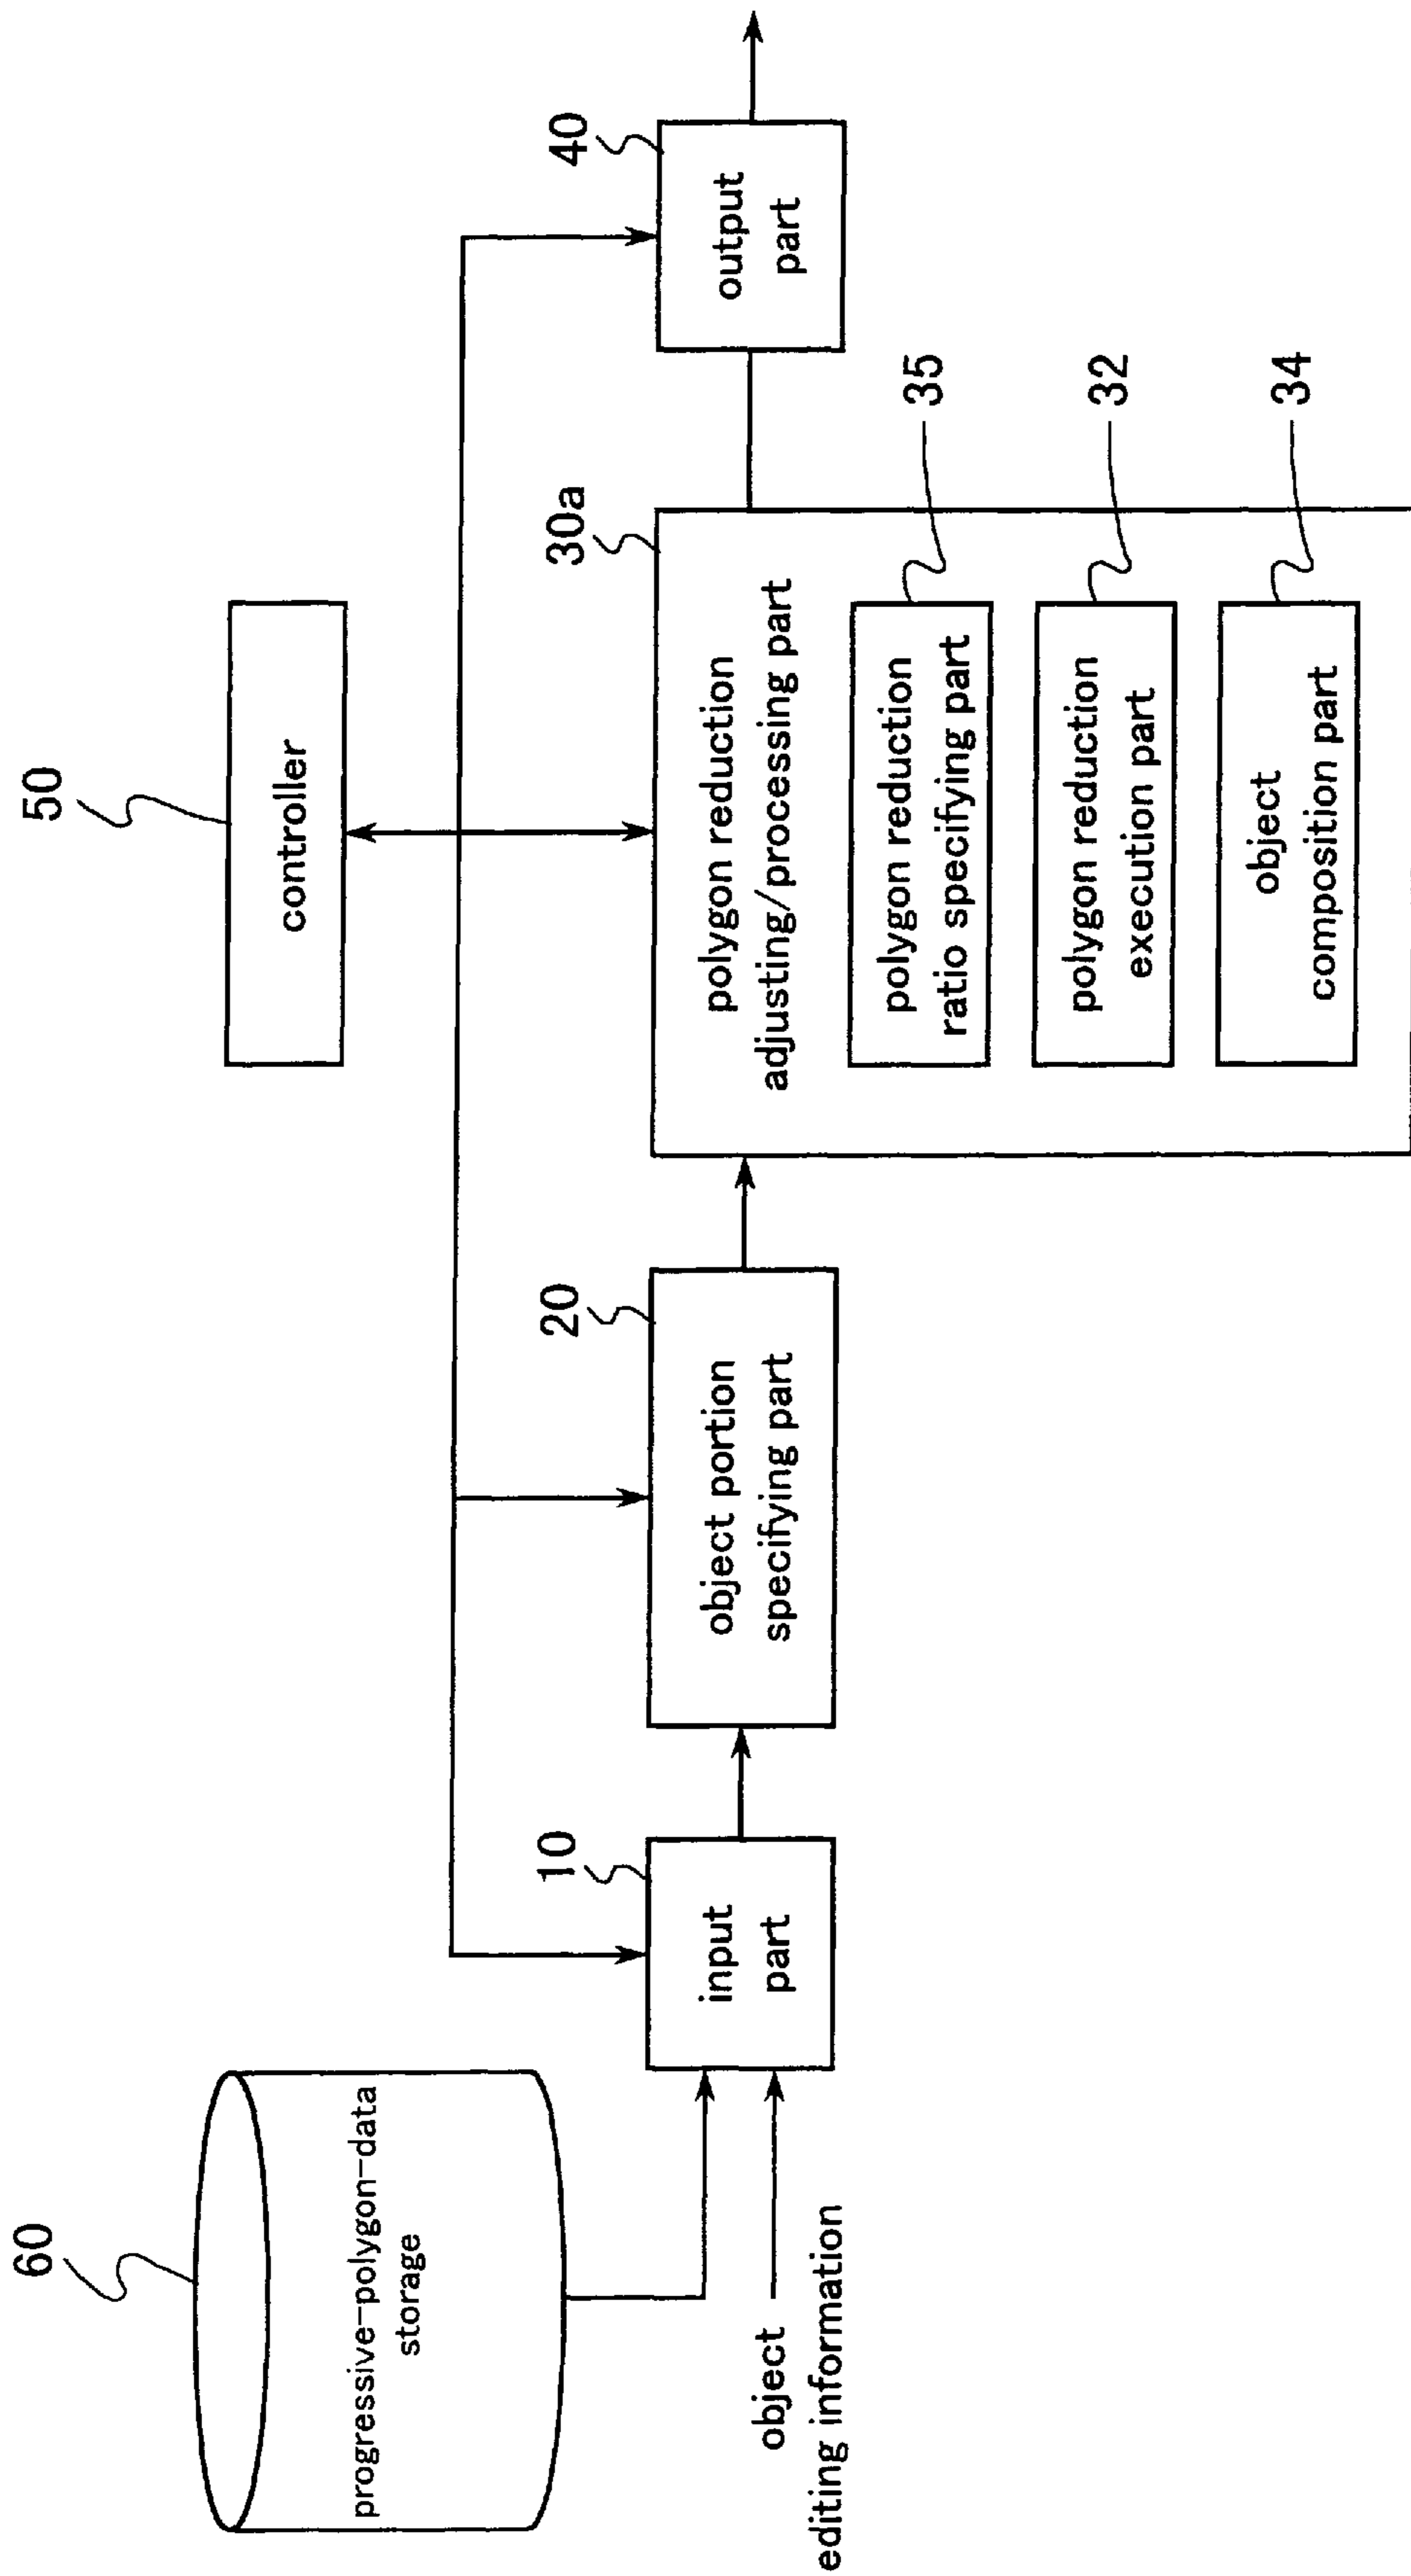 60
progressive-polygon-data
storage
object
editing information
10
input
part
20
object portion
specifying part
50
controller
30a
polygon reduction
adjusting/processing part
polygon reduction
ratio specifying part
35
polygon reduction
execution part
32
object
composition part
34
40
output
part